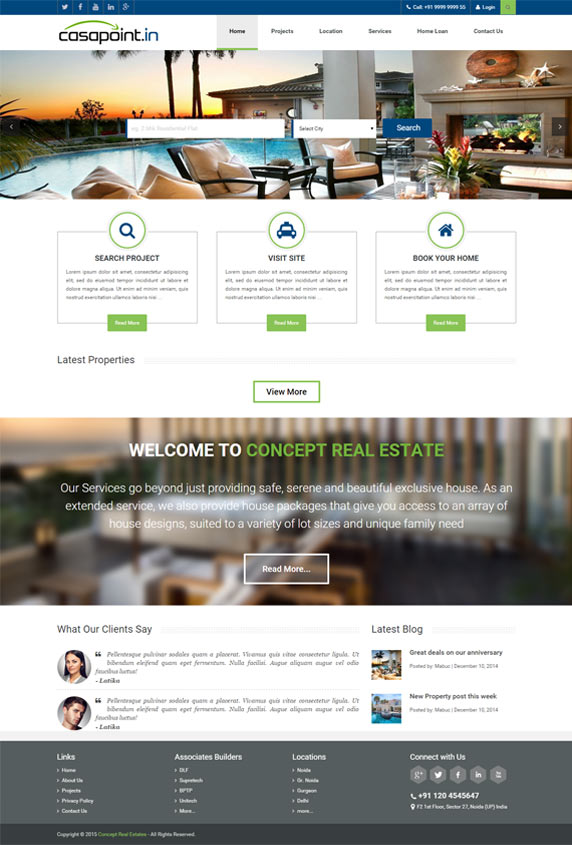 Call: +91 9999 9999 55
Login
casapoint.in
Home
Projects
Location
Services
Home Loan
Contact Us
eg. 2 bhk Residential Flat
Select City
Search
SEARCH PROJECT
Lorem ipsum dolor sit amet, consectetur adipisicing
elit, sed do eiusmod tempor incididunt ut labore et
dolore magna aliqua. Ut enim ad minim veniam, quis
nostrud exercitation ullamco laboris nisi ...
Read More
VISIT SITE
Lorem ipsum dolor sit amet, consectetur adipisicing
elit, sed do eiusmod tempor incididunt ut labore et
dolore magna aliqua. Ut enim ad minim veniam, quis
nostrud exercitation ullamco laboris nisi ...
Read More
BOOK YOUR HOME
Lorem ipsum dolor sit amet, consectetur adipisicing
elit, sed do eiusmod tempor incididunt ut labore et
dolore magna aliqua. Ut enim ad minim veniam, quis
nostrud exercitation ullamco laboris nisi ...
Read More
Latest Properties
View More
WELCOME TO CONCEPT REAL ESTATE
Our Services go beyond just providing safe, serene and beautiful exclusive house. As an
extended service, we also provide house packages that give you access to an array of
house designs, suited to a variety of lot sizes and unique family need
Read More...
What Our Clients Say
Pellentesque pulvinar sodales quam a placerat. Vivamus quis vitae consectetur ligula. Ut
bibendum eleifend quam eget fermentum. Nulla facilisi. Augue aliquam augue vel odio
faucibus luctus!
- Latika
Pellentesque pulvinar sodales quam a placerat. Vivamus quis vitae consectetur ligula. Ut
bibendum eleifend quam eget fermentum. Nulla facilisi. Augue aliquam augue vel odio
faucibus luctus!
- Latika
Latest Blog
Great deals on our anniversary
Posted by: Mabuc | December 10, 2014
New Property post this week
Posted by: Mabuc | December 10, 2014
Links
Home
About Us
Projects
Privacy Policy
Contact Us
Associates Builders
DLF
Supretech
BPTP
Unitech
More...
Locations
Noida
Gr. Noida
Gurgeon
Delhi
more...
Connect with Us
+91 120 4545647
F2 1st Floor, Sector 27, Noida (UP) India
Copyright © 2015 Concept Real Estates - All Rights Reserved.